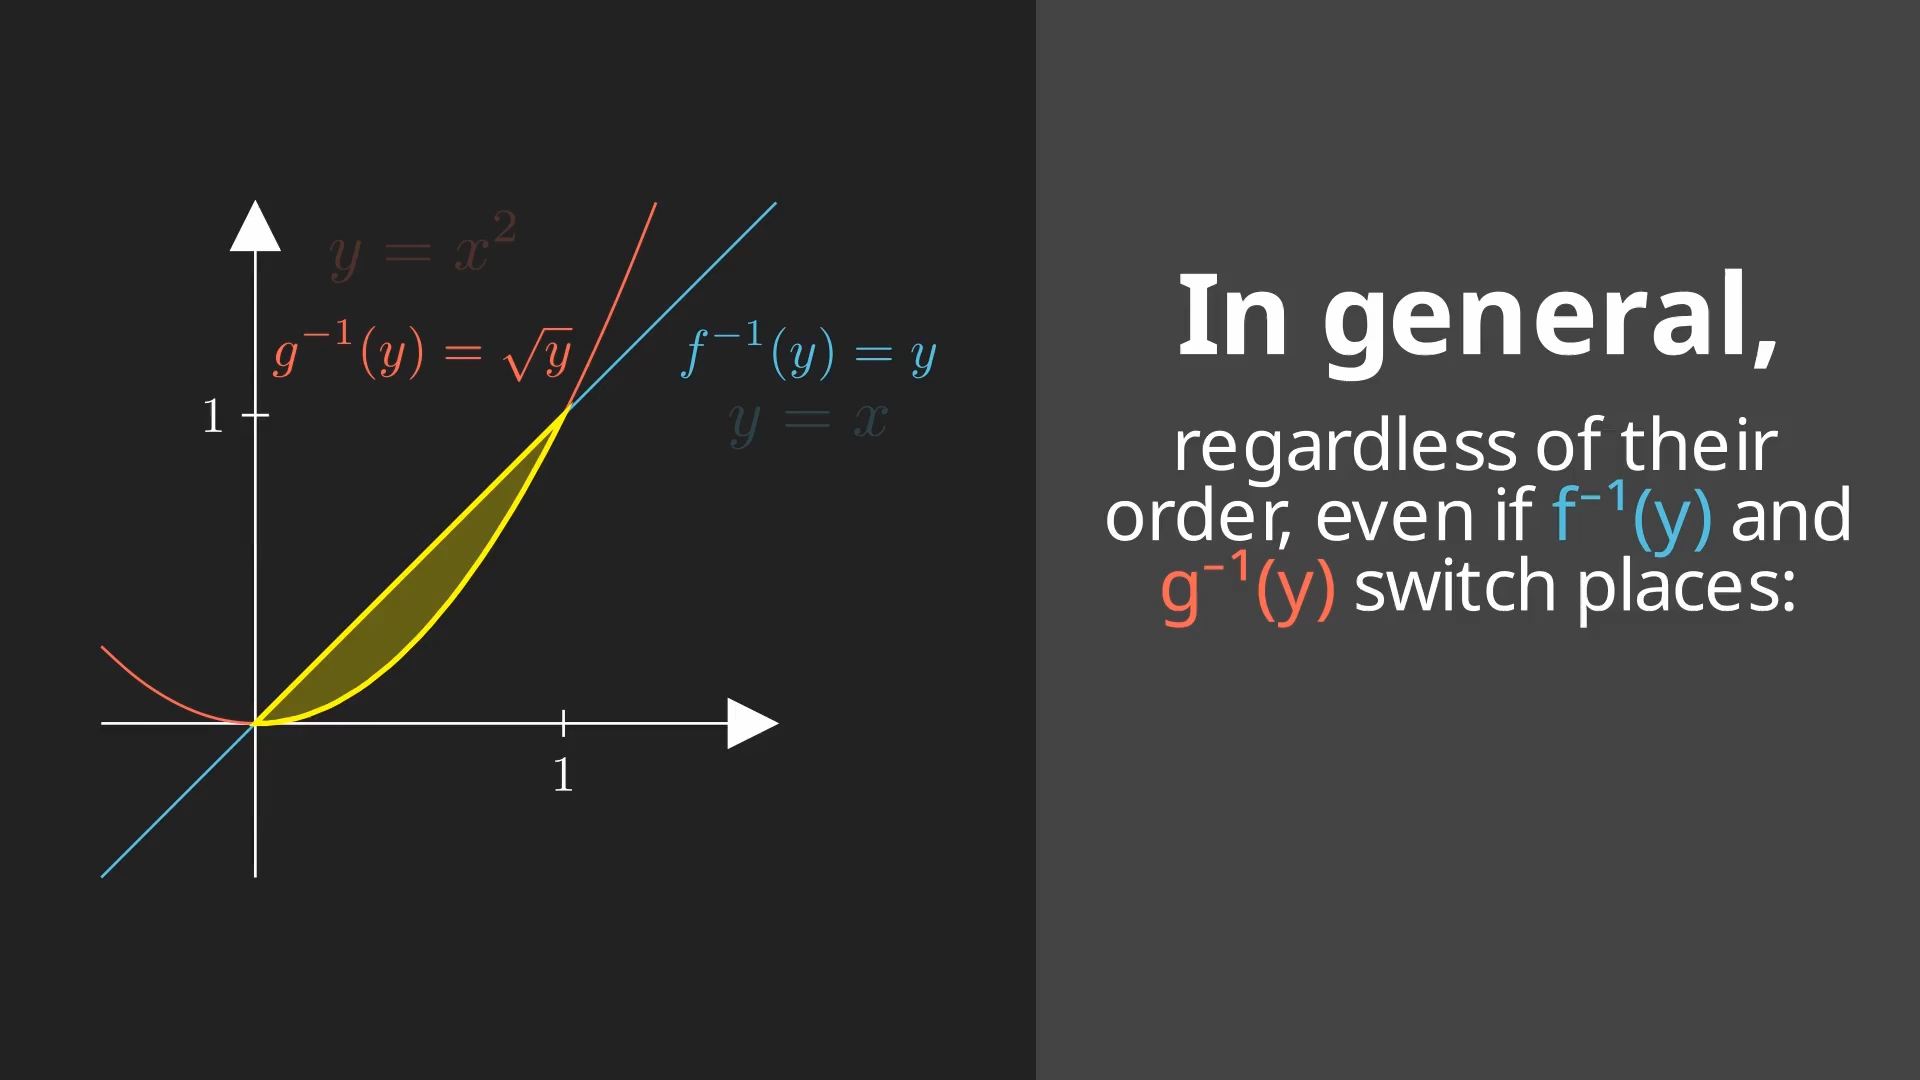 y = x²
g⁻¹(y) = √y
f⁻¹(y) = y
y = x
1
1
In general,
regardless of their
order, even if f⁻¹(y) and
g⁻¹(y) switch places: